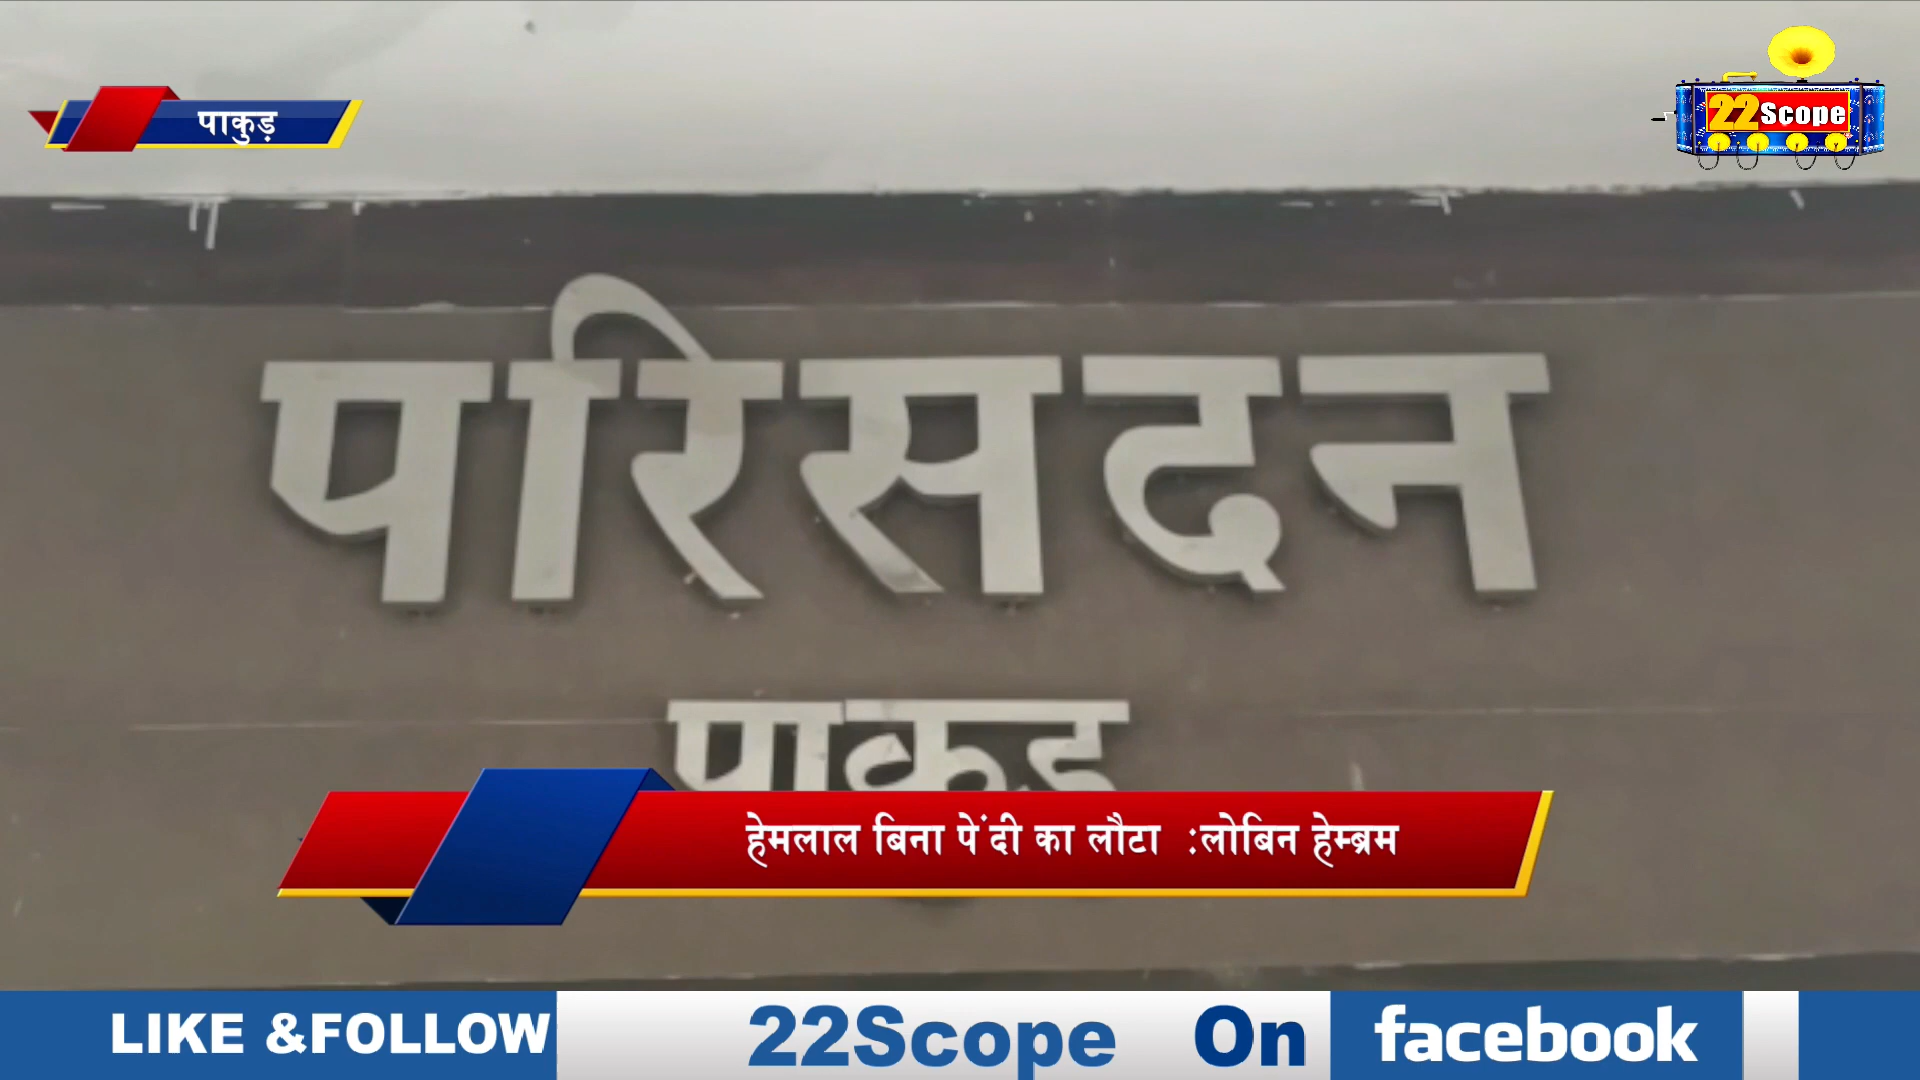 पाकुड़
22Scope
परिसदन
पाकुड़
हेमलाल बिना पेंदी का लौटा :लोबिन हेम्ब्रम
LIKE &FOLLOW 22Scope On facebook